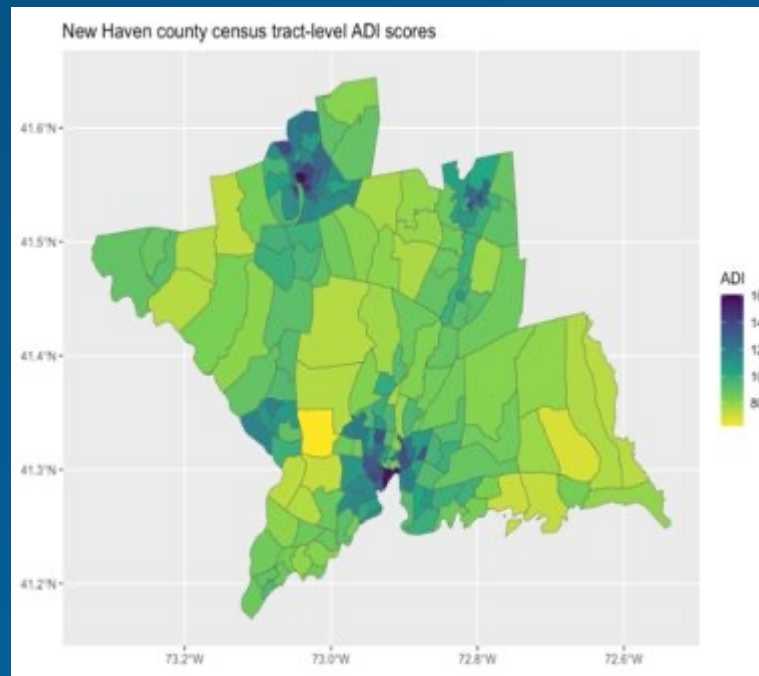 New Haven county census tract-level ADI scores
41.6°N
41.5°N
41.4°N
41.3°N
41.2°N
73.2°W
73.0°W
72.8°W
72.6°W
ADI
80